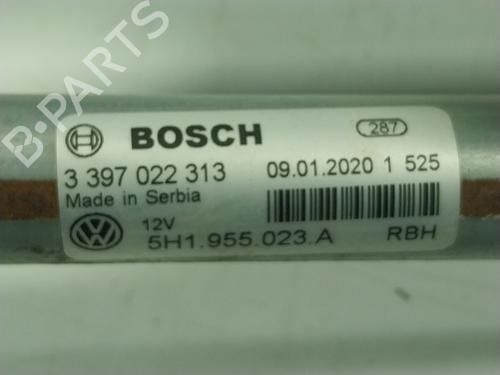 BOSCH 287
3 397 022 313 09.01.2020 1 525
Made in Serbia
12V
5H1.955.023.A RBH
B-PARTS